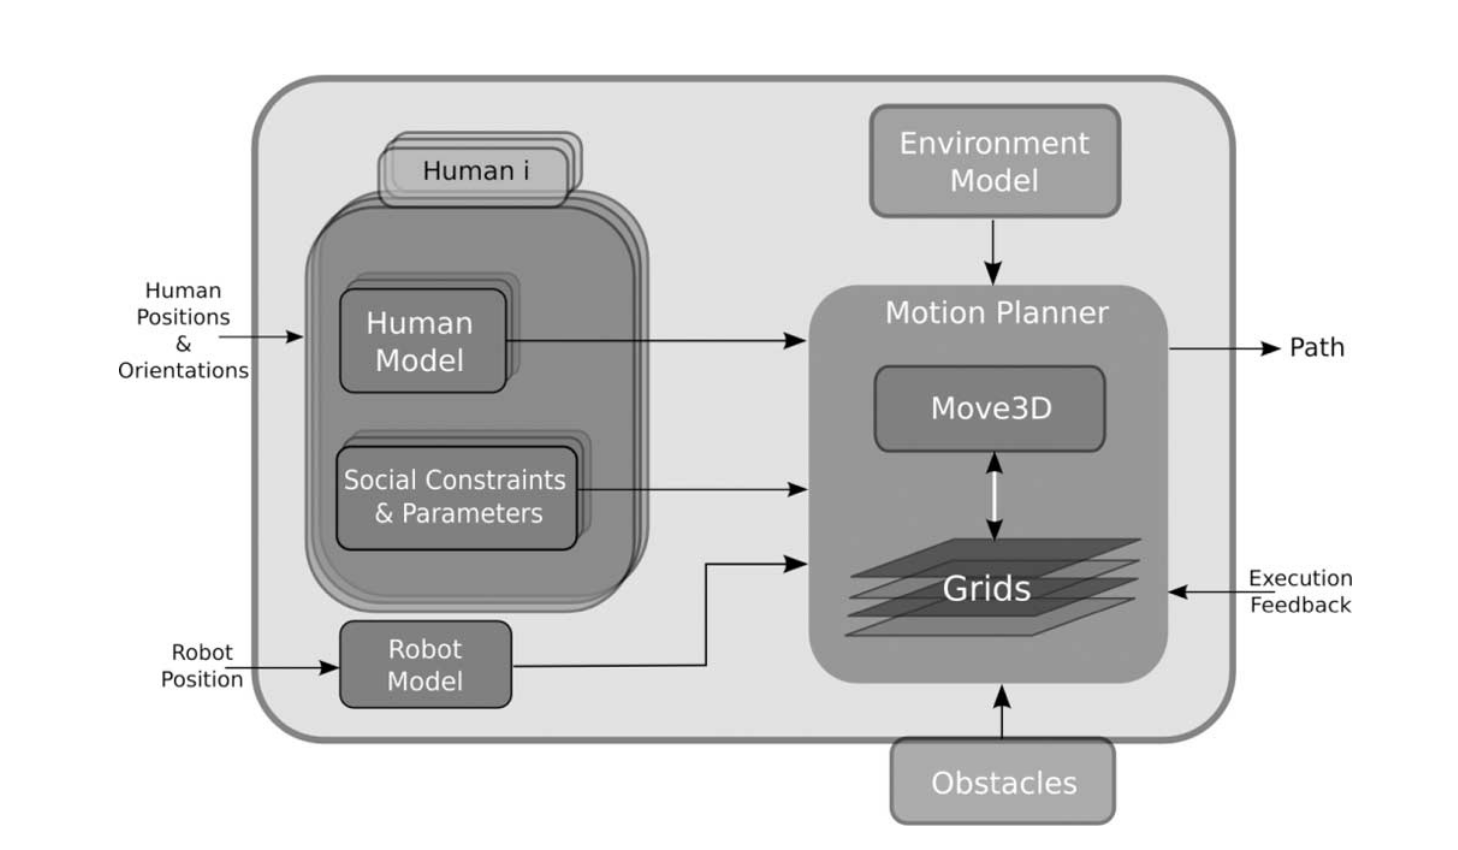 Human i
Human
Positions
&
Orientations
Human
Model
Social Constraints
& Parameters
Robot
Position
Robot
Model
Environment
Model
Motion Planner
Move3D
Grids
Path
Execution
Feedback
Obstacles